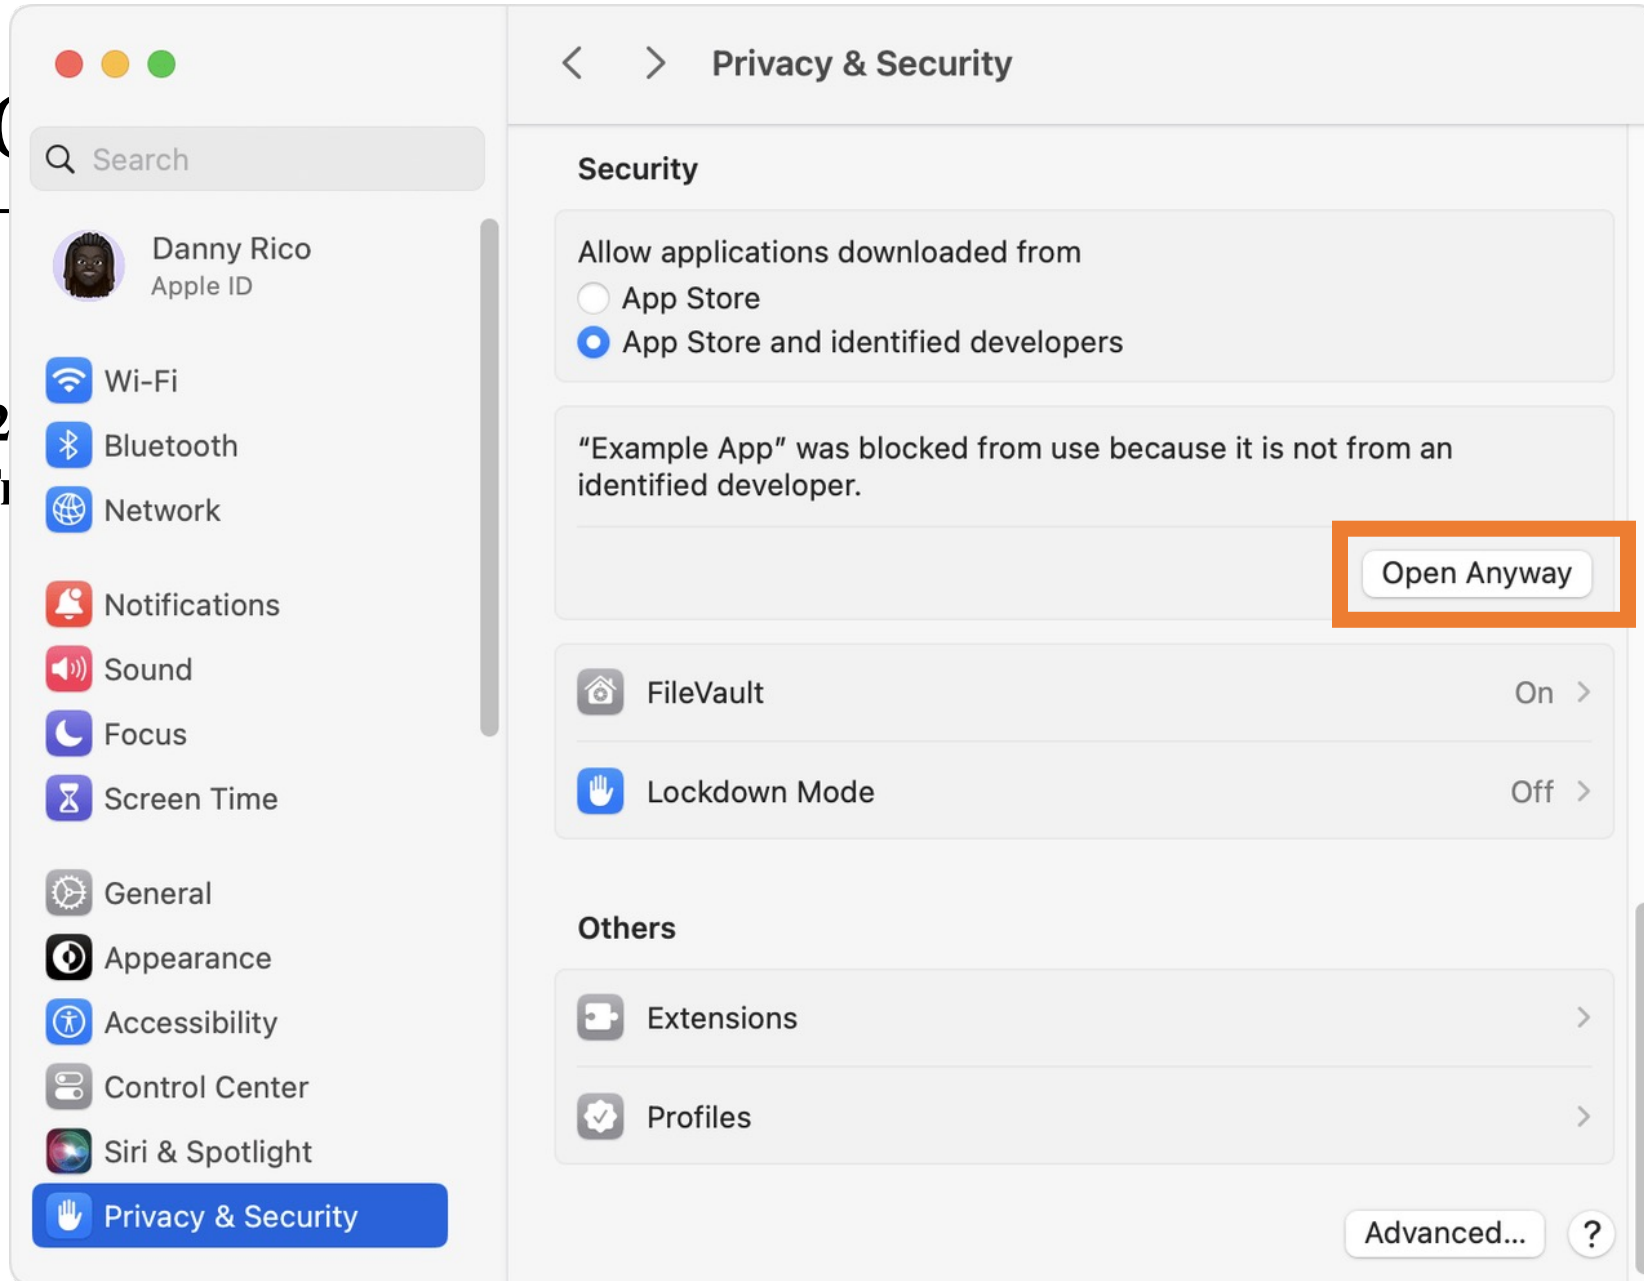 Privacy & Security
Search
Danny Rico
Apple ID
Wi-Fi
Bluetooth
Network
Notifications
Sound
Focus
Screen Time
General
Appearance
Accessibility
Control Center
Siri & Spotlight
Privacy & Security
Security
Allow applications downloaded from
App Store
App Store and identified developers
“Example App” was blocked from use because it is not from an
identified developer.
Open Anyway
FileVault On
Lockdown Mode Off
Others
Extensions
Profiles
Advanced... ?